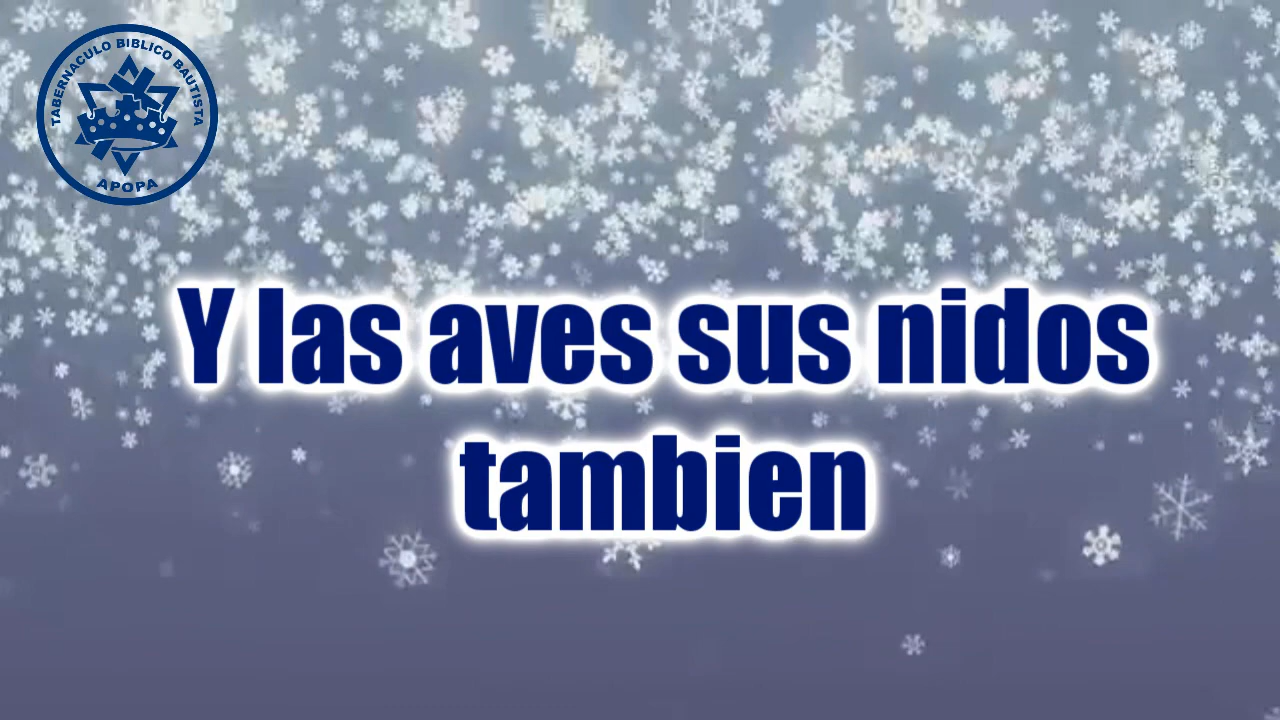 TABERNACULO BIBLICO BAUTISTA
APOPA
Y las aves sus nidos
tambien